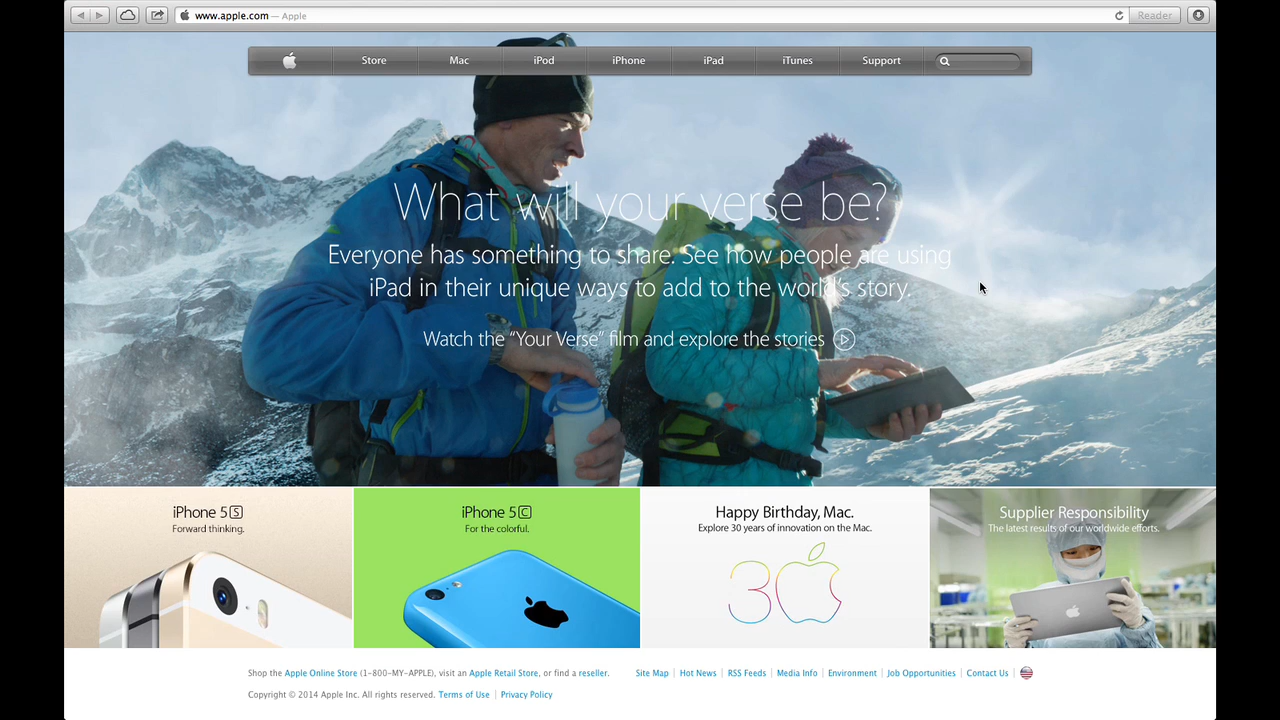 www.apple.com — Apple
Reader
Store Mac iPod iPhone iPad iTunes Support
What will your verse be?
Everyone has something to share. See how people are using
iPad in their unique ways to add to the world's story.
Watch the “Your Verse” film and explore the stories
iPhone 5S
Forward thinking.
iPhone 5C
For the colorful.
Happy Birthday, Mac.
Explore 30 years of innovation on the Mac.
30
Supplier Responsibility
The latest results of our worldwide efforts.
Shop the Apple Online Store (1-800-MY-APPLE), visit an Apple Retail Store, or find a reseller.
Site Map | Hot News | RSS Feeds | Media Info | Environment | Job Opportunities | Contact Us
Copyright © 2014 Apple Inc. All rights reserved. Terms of Use | Privacy Policy